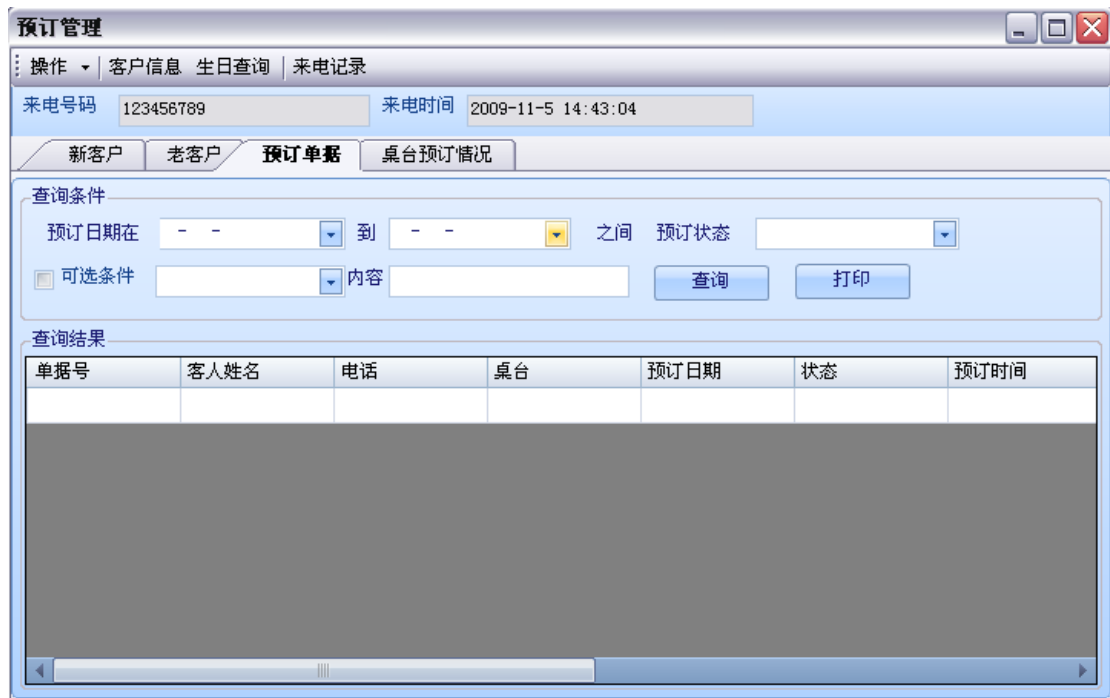 预订管理
操作 客户信息 生日查询 来电记录
来电号码 123456789 来电时间 2009-11-5 14:43:04
新客户 老客户 预订单据 桌台预订情况
查询条件
预订日期在 - - 到 - - 之间 预订状态
可选条件 内容 查询 打印
查询结果
单据号 客人姓名 电话 桌台 预订日期 状态 预订时间